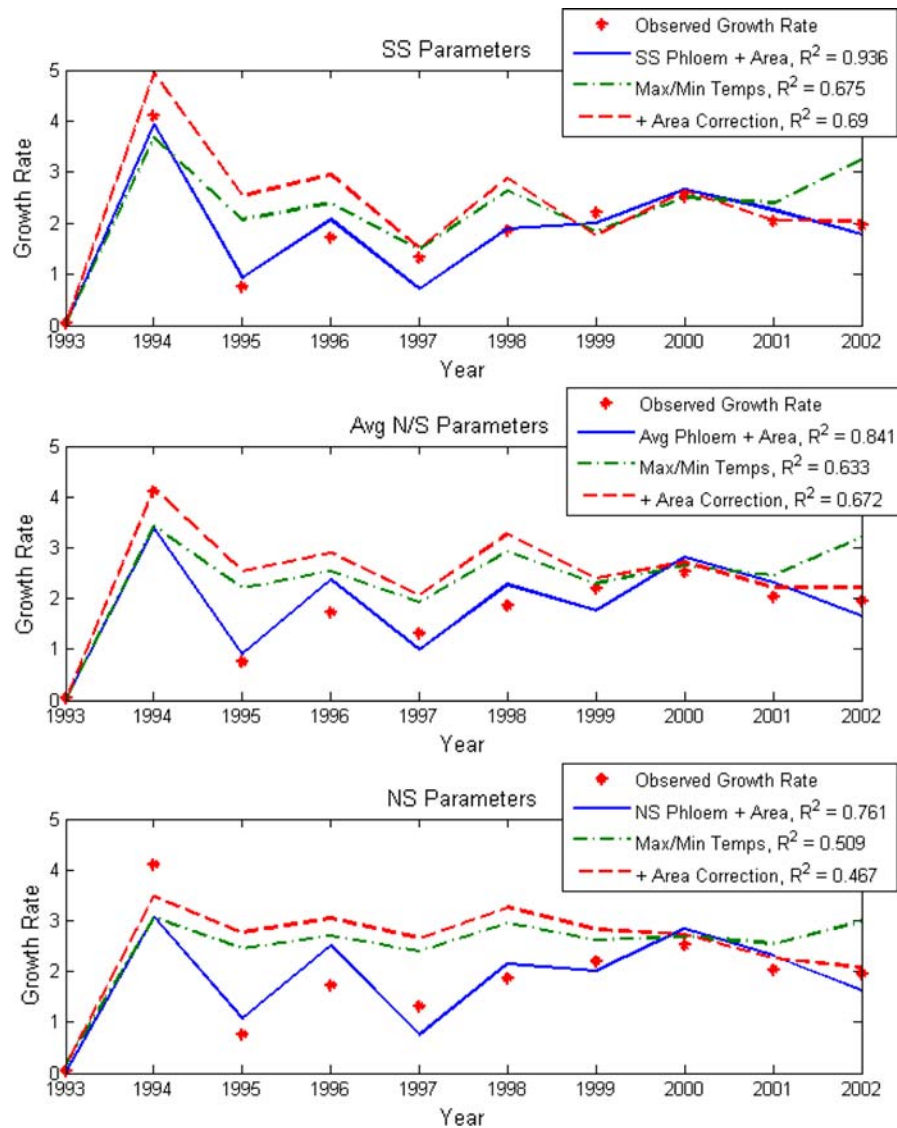 SS Parameters
Observed Growth Rate
SS Phloem + Area, R² = 0.936
Max/Min Temps, R² = 0.675
+ Area Correction, R² = 0.69
Growth Rate
5
4
3
2
1
0
1993 1994 1995 1996 1997 1998 1999 2000 2001 2002
Year
Avg N/S Parameters
Observed Growth Rate
Avg Phloem + Area, R² = 0.841
Max/Min Temps, R² = 0.633
+ Area Correction, R² = 0.672
Growth Rate
5
4
3
2
1
0
1993 1994 1995 1996 1997 1998 1999 2000 2001 2002
Year
NS Parameters
Observed Growth Rate
NS Phloem + Area, R² = 0.761
Max/Min Temps, R² = 0.509
+ Area Correction, R² = 0.467
Growth Rate
5
4
3
2
1
0
1993 1994 1995 1996 1997 1998 1999 2000 2001 2002
Year